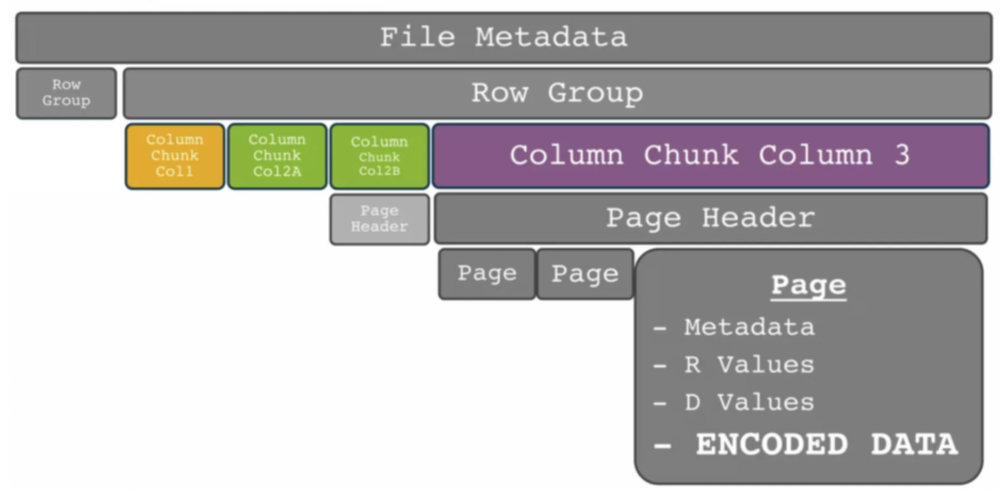 File Metadata
Row
Group
Row Group
Column
Chunk
Col1
Column
Chunk
Col2A
Column
Chunk
Col2B
Column Chunk Column 3
Page
Header
Page Header
Page
Page
Page
- Metadata
- R Values
- D Values
- ENCODED DATA